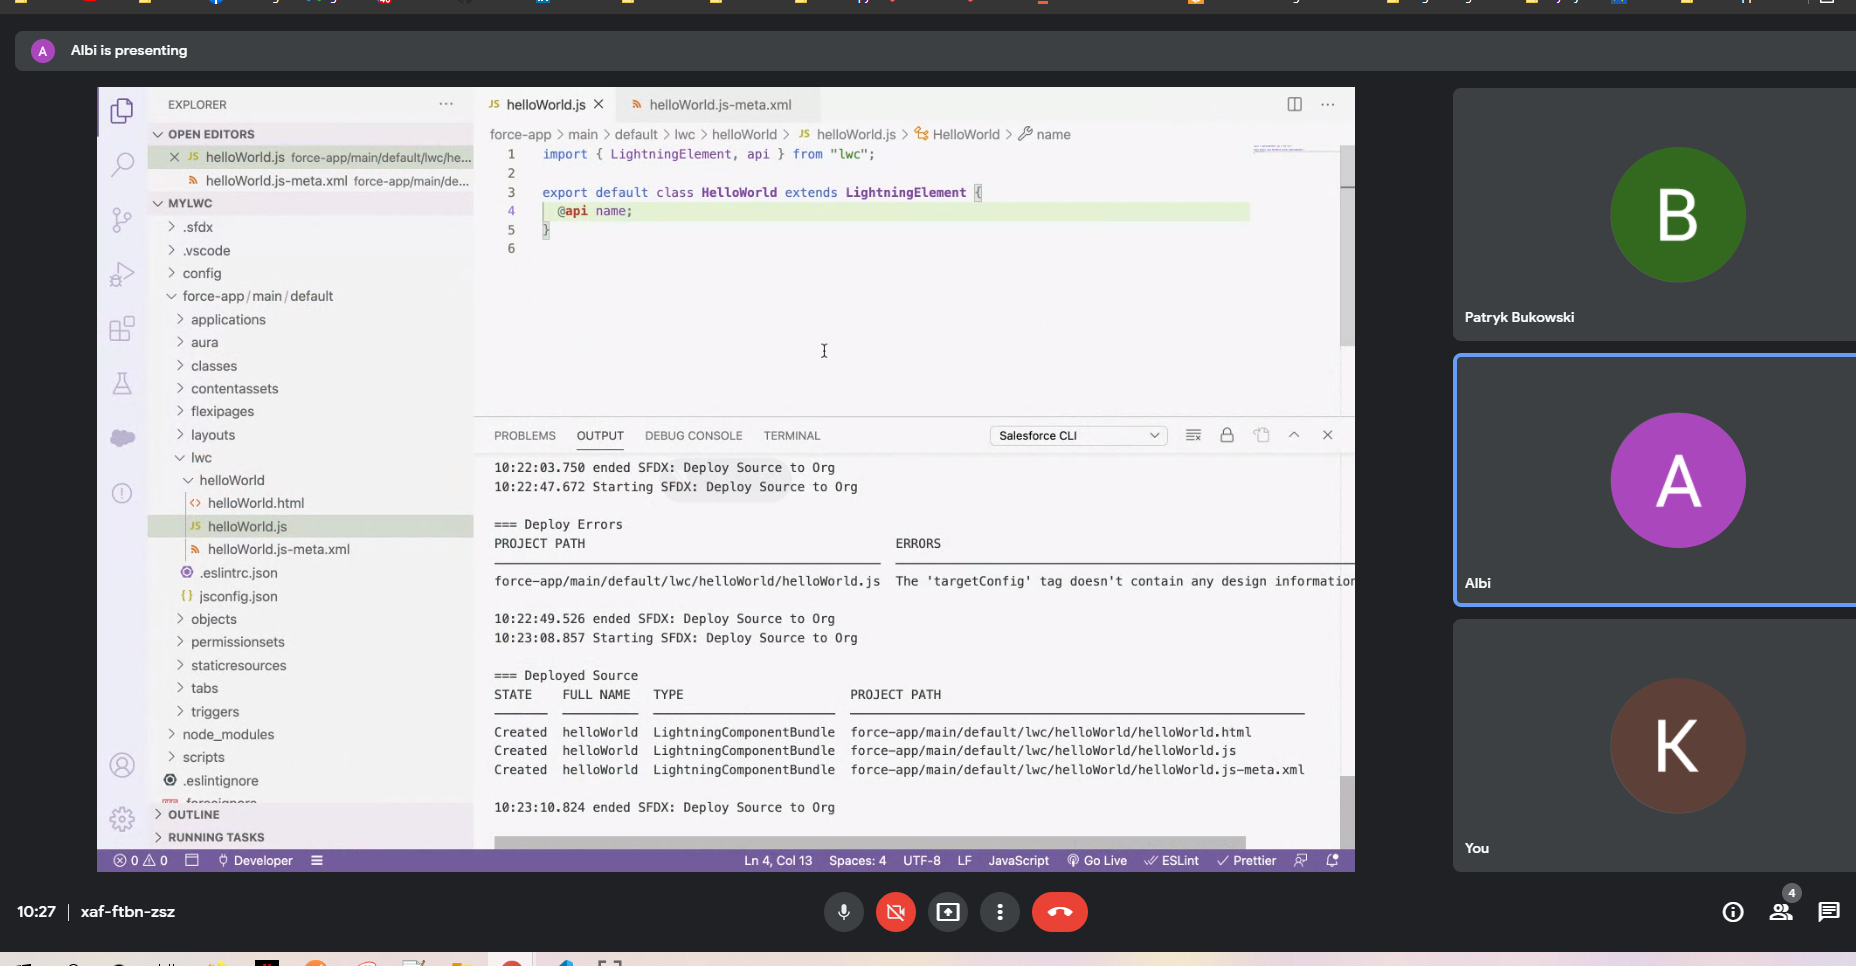 A Albi is presenting
EXPLORER
OPEN EDITORS
JS helloWorld.js force-app/main/default/lwc/he...
helloWorld.js-meta.xml force-app/main/de...
MYLWC
.sfdx
.vscode
config
force-app/main/default
applications
aura
classes
contentassets
flexipages
layouts
lwc
helloWorld
helloWorld.html
JS helloWorld.js
helloWorld.js-meta.xml
.eslintrc.json
{} jsconfig.json
objects
permissionsets
staticresources
tabs
triggers
node_modules
scripts
.eslintignore
OUTLINE
RUNNING TASKS
JS helloWorld.js
helloWorld.js-meta.xml
force-app > main > default > lwc > helloWorld > JS helloWorld.js > HelloWorld > name
1 import { LightningElement, api } from "lwc";
2
3 export default class HelloWorld extends LightningElement {
4 @api name;
5 }
6
PROBLEMS OUTPUT DEBUG CONSOLE TERMINAL Salesforce CLI
10:22:03.750 ended SFDX: Deploy Source to Org
10:22:47.672 Starting SFDX: Deploy Source to Org
=== Deploy Errors
PROJECT PATH ERRORS
force-app/main/default/lwc/helloWorld/helloWorld.js The 'targetConfig' tag doesn't contain any design information
10:22:49.526 ended SFDX: Deploy Source to Org
10:23:08.857 Starting SFDX: Deploy Source to Org
=== Deployed Source
STATE FULL NAME TYPE PROJECT PATH
Created helloWorld LightningComponentBundle force-app/main/default/lwc/helloWorld/helloWorld.html
Created helloWorld LightningComponentBundle force-app/main/default/lwc/helloWorld/helloWorld.js
Created helloWorld LightningComponentBundle force-app/main/default/lwc/helloWorld/helloWorld.js-meta.xml
10:23:10.824 ended SFDX: Deploy Source to Org
0 0 Developer Ln 4, Col 13 Spaces: 4 UTF-8 LF JavaScript Go Live ESLint Prettier
B
Patryk Bukowski
A
Albi
K
You
10:27 | xaf-ftbn-zsz
4